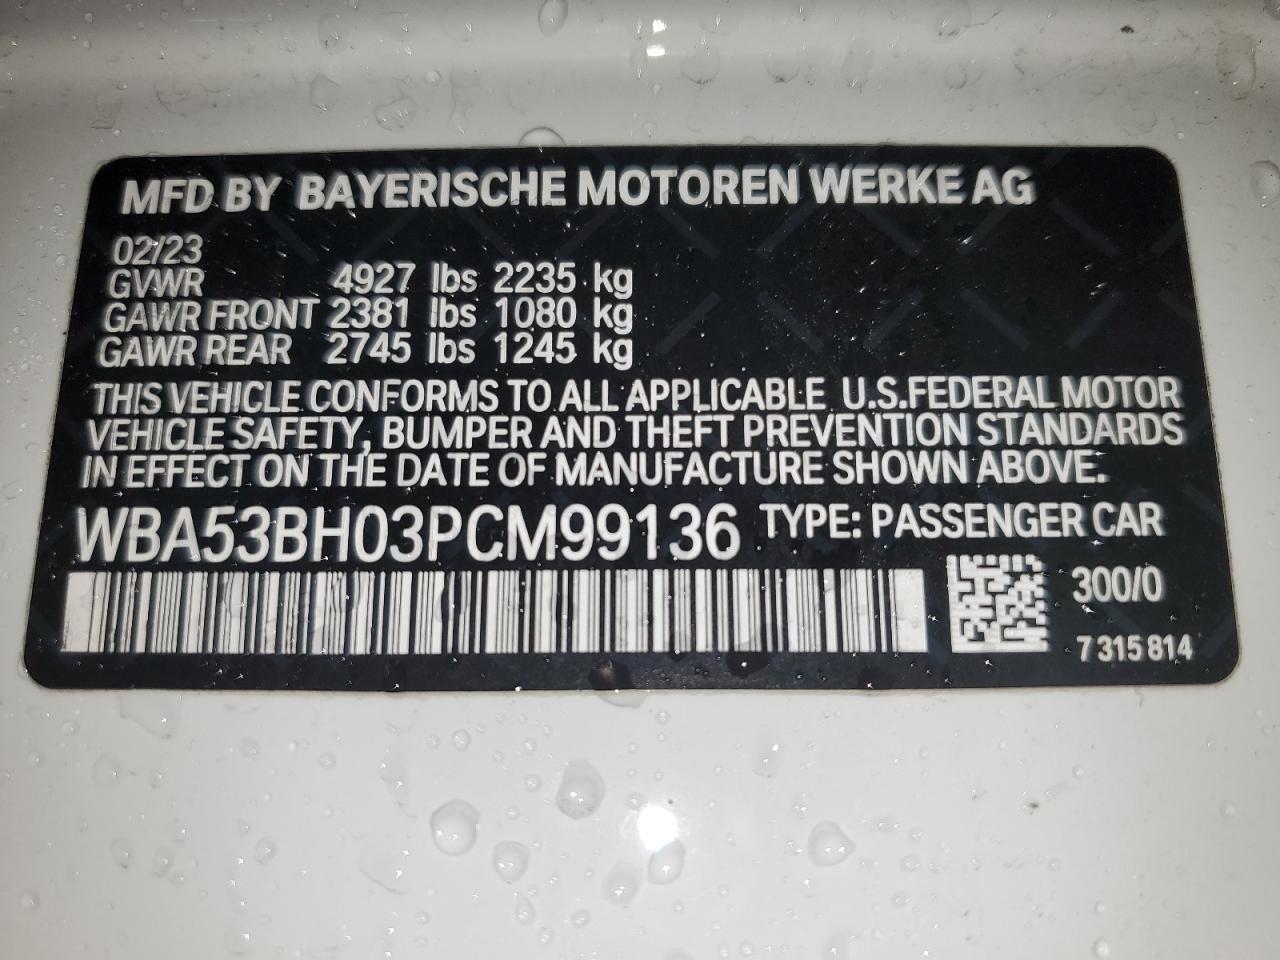 MFD BY BAYERISCHE MOTOREN WERKE AG
02/23
GVWR 4927 lbs 2235 kg
GAWR FRONT 2381 lbs 1080 kg
GAWR REAR 2745 lbs 1245 kg
THIS VEHICLE CONFORMS TO ALL APPLICABLE U.S.FEDERAL MOTOR
VEHICLE SAFETY, BUMPER AND THEFT PREVENTION STANDARDS
IN EFFECT ON THE DATE OF MANUFACTURE SHOWN ABOVE.
WBA53BH03PCM99136 TYPE: PASSENGER CAR
300/0
7 315 814